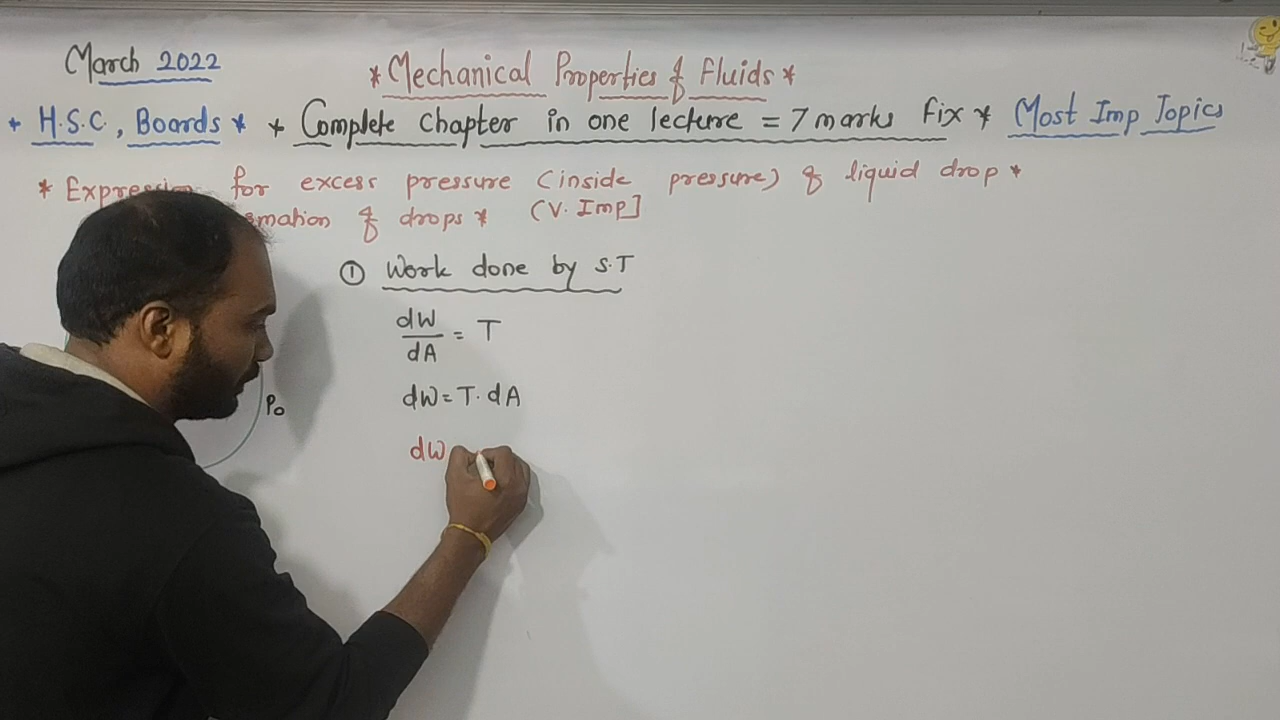 March 2022
* Mechanical Properties of Fluids *
* H.S.C, Boards * * Complete Chapter in one lecture = 7 marks Fix * Most Imp Topics
* Expression for excess pressure (inside pressure) of liquid drop *
of drops * (V. Imp]
① Work done by S.T
dW
— = T
dA
dW = T. dA
Po
dW